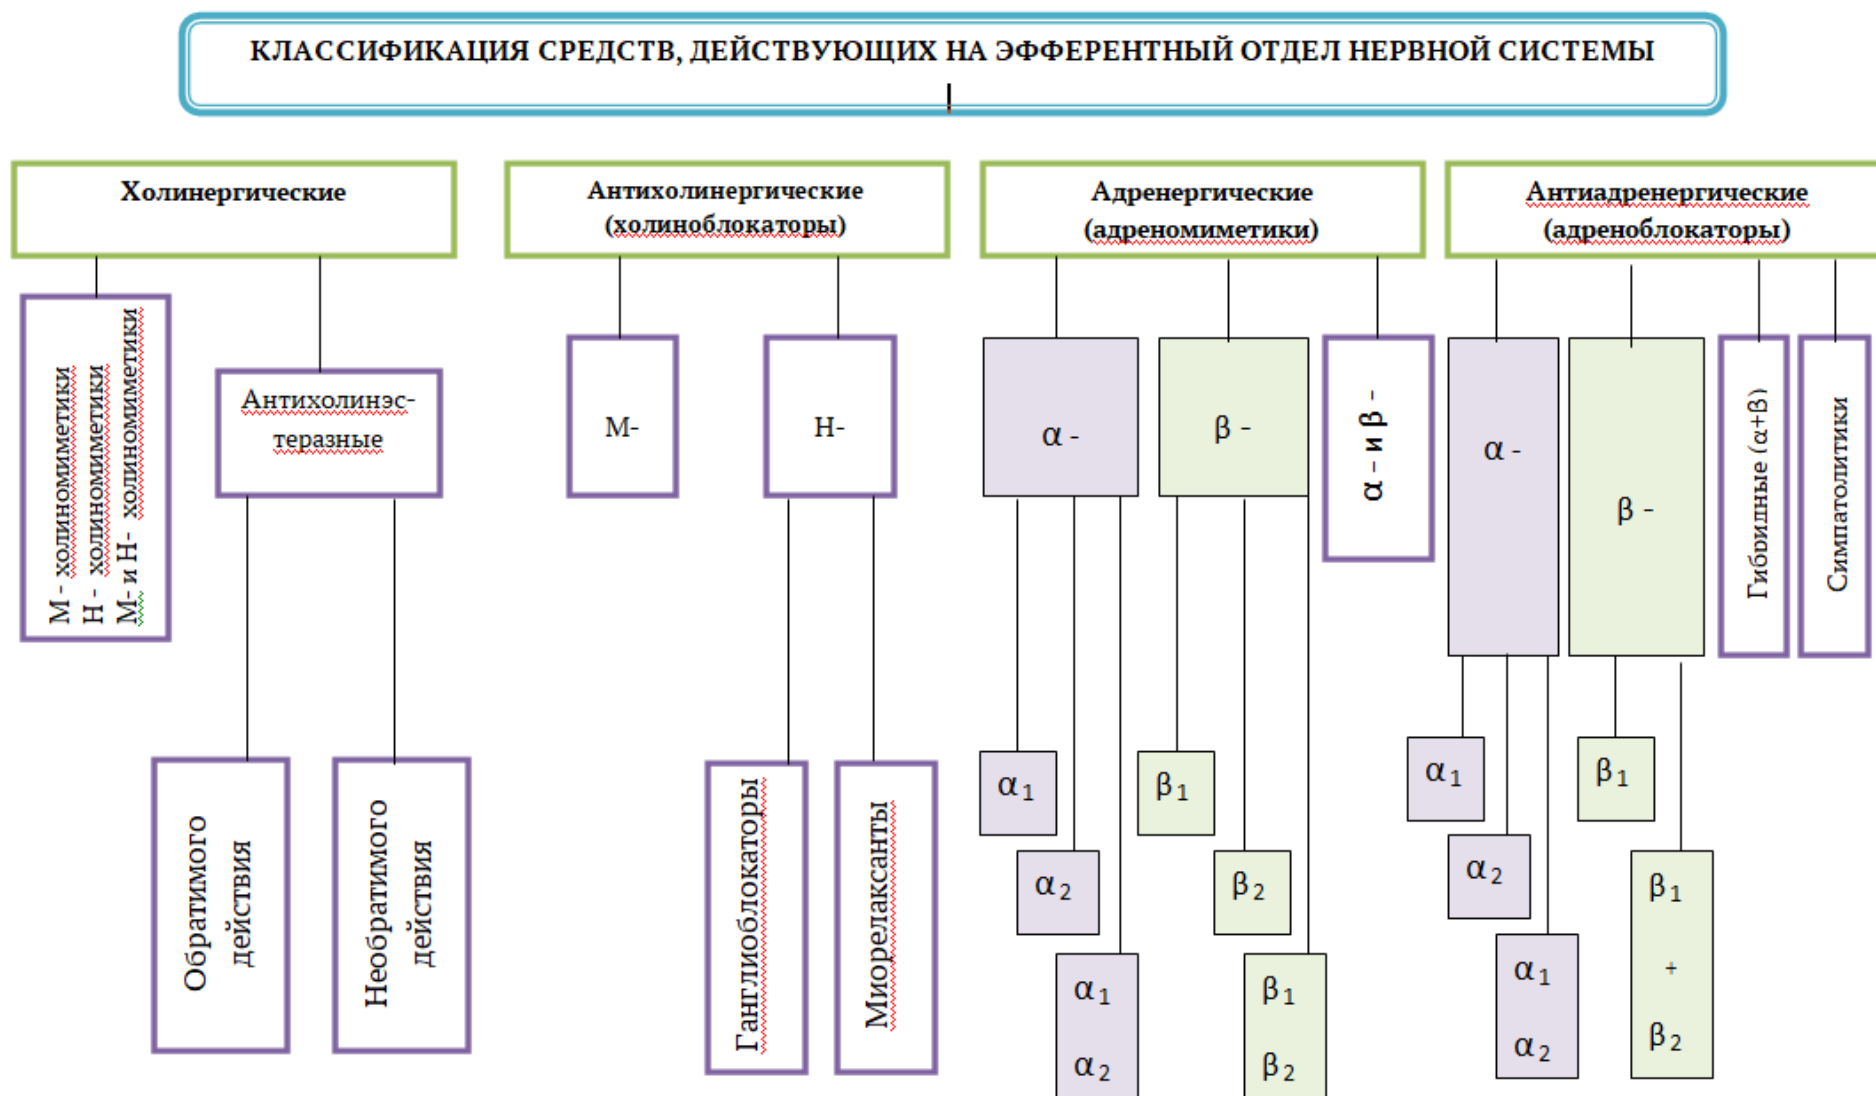 КЛАССИФИКАЦИЯ СРЕДСТВ, ДЕЙСТВУЮЩИХ НА ЭФФЕРЕНТНЫЙ ОТДЕЛ НЕРВНОЙ СИСТЕМЫ
Холинергические
М - холиномиметики
Н - холиномиметики
М- и Н- холиномиметики
Антихолинэс-
теразные
Обратимого
действия
Необратимого
действия
Антихолинергические
(холиноблокаторы)
М-
Н-
Ганглиоблокаторы
Миорелаксанты
Адренергические
(адреномиметики)
α -
α1
α2
α1
α2
β -
β1
β2
β1
β2
α - и β -
Антиадренергические
(адреноблокаторы)
α -
α1
α2
α1
α2
β -
β1
β1
+
β2
Гибридные (α+β)
Симпатолитики